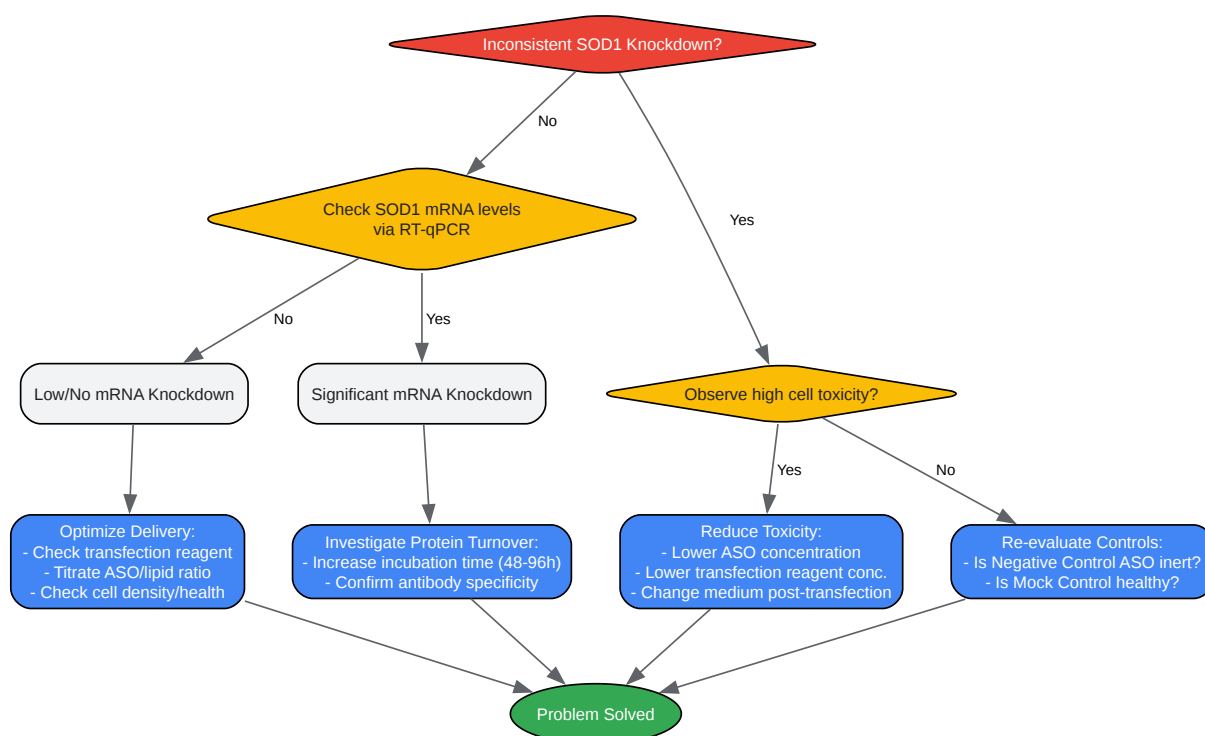 Inconsistent SOD1 Knockdown?
No
Yes
Check SOD1 mRNA levels
via RT-qPCR
No
Yes
Low/No mRNA Knockdown
Significant mRNA Knockdown
Observe high cell toxicity?
Yes
No
Optimize Delivery:
- Check transfection reagent
- Titrate ASO/lipid ratio
- Check cell density/health
Investigate Protein Turnover:
- Increase incubation time (48-96h)
- Confirm antibody specificity
Reduce Toxicity:
- Lower ASO concentration
- Lower transfection reagent conc.
- Change medium post-transfection
Re-evaluate Controls:
- Is Negative Control ASO inert?
- Is Mock Control healthy?
Problem Solved